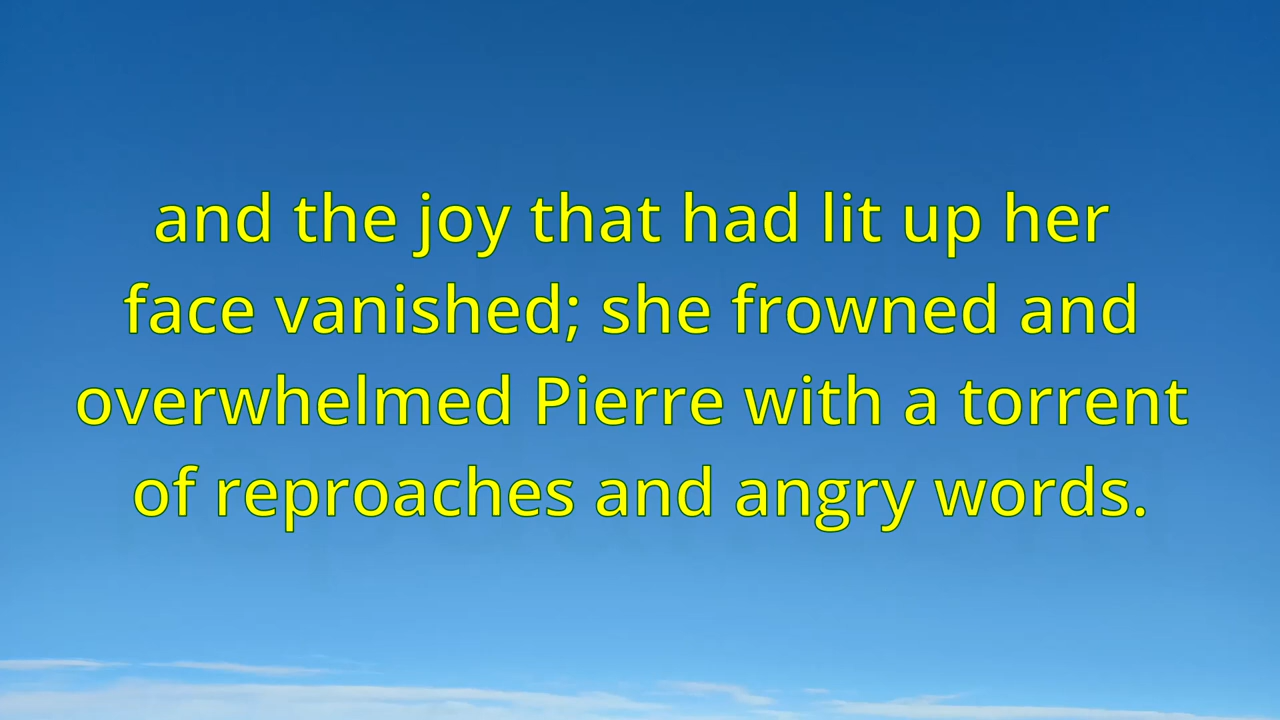 and the joy that had lit up her
face vanished; she frowned and
overwhelmed Pierre with a torrent
of reproaches and angry words.